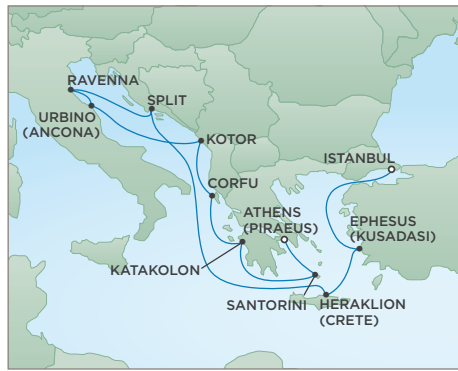 RAVENNA
SPLIT
URBINO
(ANCONA)
KOTOR
ISTANBUL
CORFU
ATHENS
(PIRAEUS)
EPHESUS
(KUSADASI)
KATAKOLON
SANTORINI
HERAKLION
(CRETE)